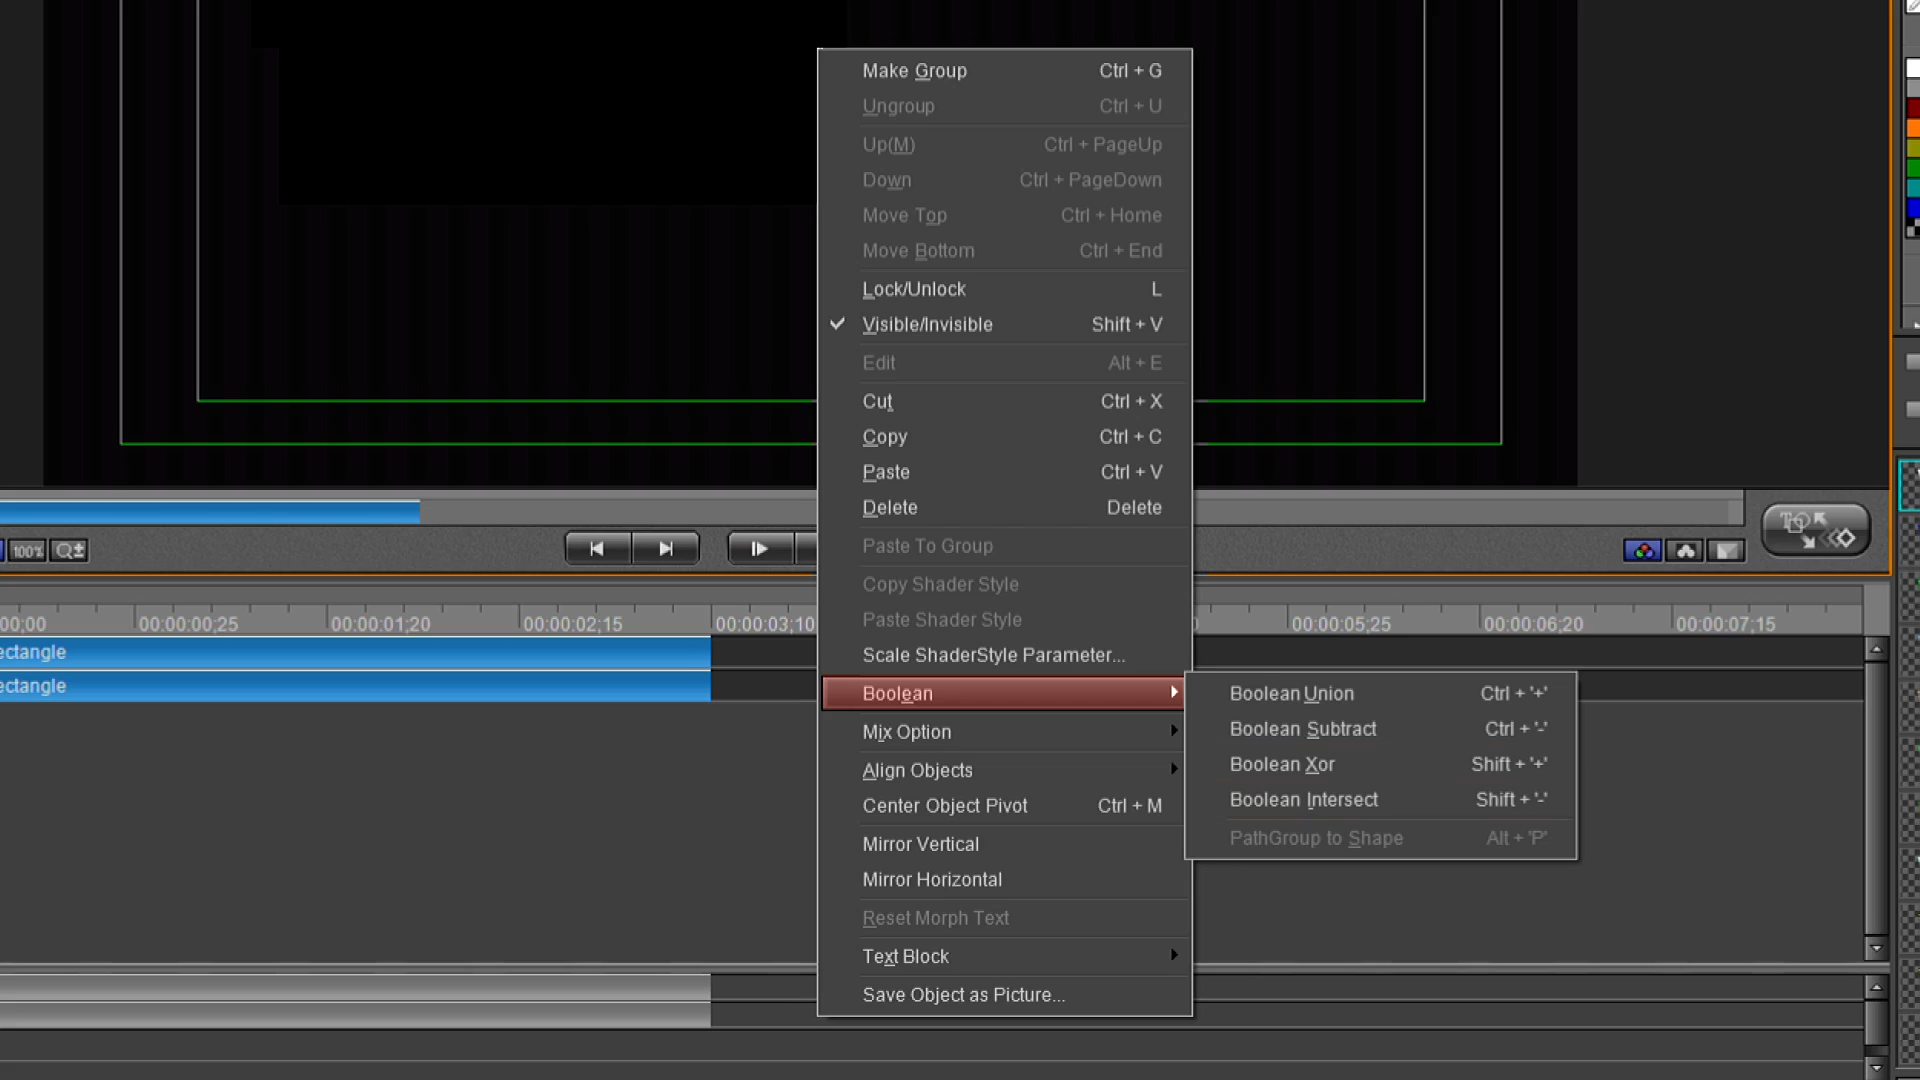 Make Group Ctrl + G
Ungroup Ctrl + U
Up(M) Ctrl + PageUp
Down Ctrl + PageDown
Move Top Ctrl + Home
Move Bottom Ctrl + End
Lock/Unlock L
Visible/Invisible Shift + V
Edit Alt + E
Cut Ctrl + X
Copy Ctrl + C
Paste Ctrl + V
Delete Delete
Paste To Group
Copy Shader Style
Paste Shader Style
Scale ShaderStyle Parameter...
Boolean
Mix Option
Align Objects
Center Object Pivot Ctrl + M
Mirror Vertical
Mirror Horizontal
Reset Morph Text
Text Block
Save Object as Picture...
Boolean Union Ctrl + '+'
Boolean Subtract Ctrl + '-'
Boolean Xor Shift + '+'
Boolean Intersect Shift + '-'
PathGroup to Shape Alt + 'P'
100%
00;00 00:00:00;25 00:00:01;20 00:00:02;15 00:00:03;10 00:00:05;25 00:00:06;20 00:00:07;15
ectangle
ectangle